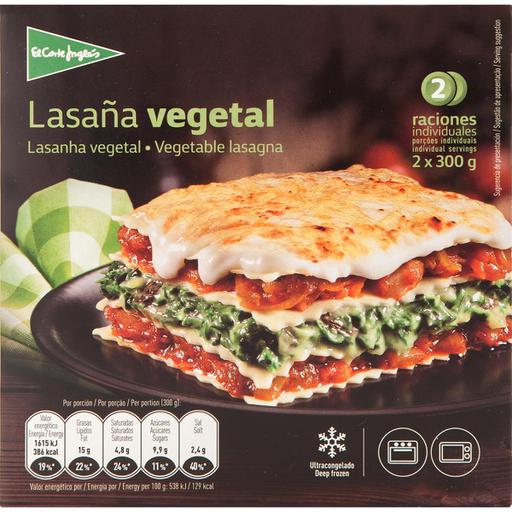 El Corte Inglés
Lasaña vegetal
Lasanha vegetal • Vegetable lasagna
2
raciones
individuales
porções individuais
individual servings
2 x 300 g
Sugerencia de presentación / Sugestão de apresentação / Serving suggestion
Por porción / Por porção / Per portion (300 g):
Valor
energético
Energia / Energy
1615 kJ
386 kcal
19%*
Grasas
Lípidos
Fat
15 g
22%*
Saturadas
Saturados
Saturates
4,8 g
24%*
Azúcares
Açúcares
Sugars
9,9 g
11%*
Sal
Salt
2,4 g
40%*
Valor energético por / Energia por / Energy per 100 g: 538 kJ / 129 kcal
Ultracongelado
Deep frozen